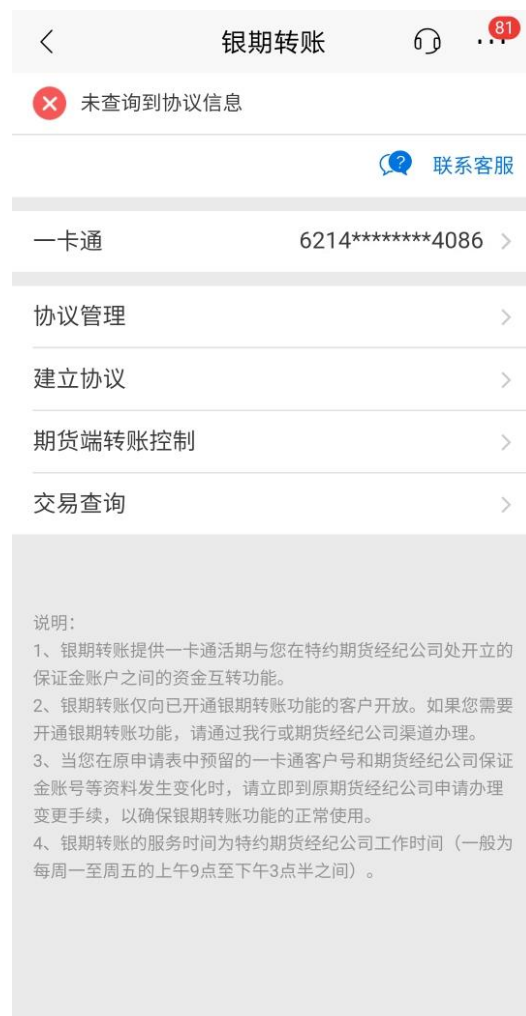 银期转账
81
未查询到协议信息
联系客服
一卡通 6214********4086
协议管理
建立协议
期货端转账控制
交易查询
说明：
1、银期转账提供一卡通活期与您在特约期货经纪公司处开立的
保证金账户之间的资金互转功能。
2、银期转账仅向已开通银期转账功能的客户开放。如果您需要
开通银期转账功能，请通过我行或期货经纪公司渠道办理。
3、当您在原申请表中预留的一卡通客户号和期货经纪公司保证
金账号等资料发生变化时，请立即到原期货经纪公司申请办理
变更手续，以确保银期转账功能的正常使用。
4、银期转账的服务时间为特约期货经纪公司工作时间（一般为
每周一至周五的上午9点至下午3点半之间）。